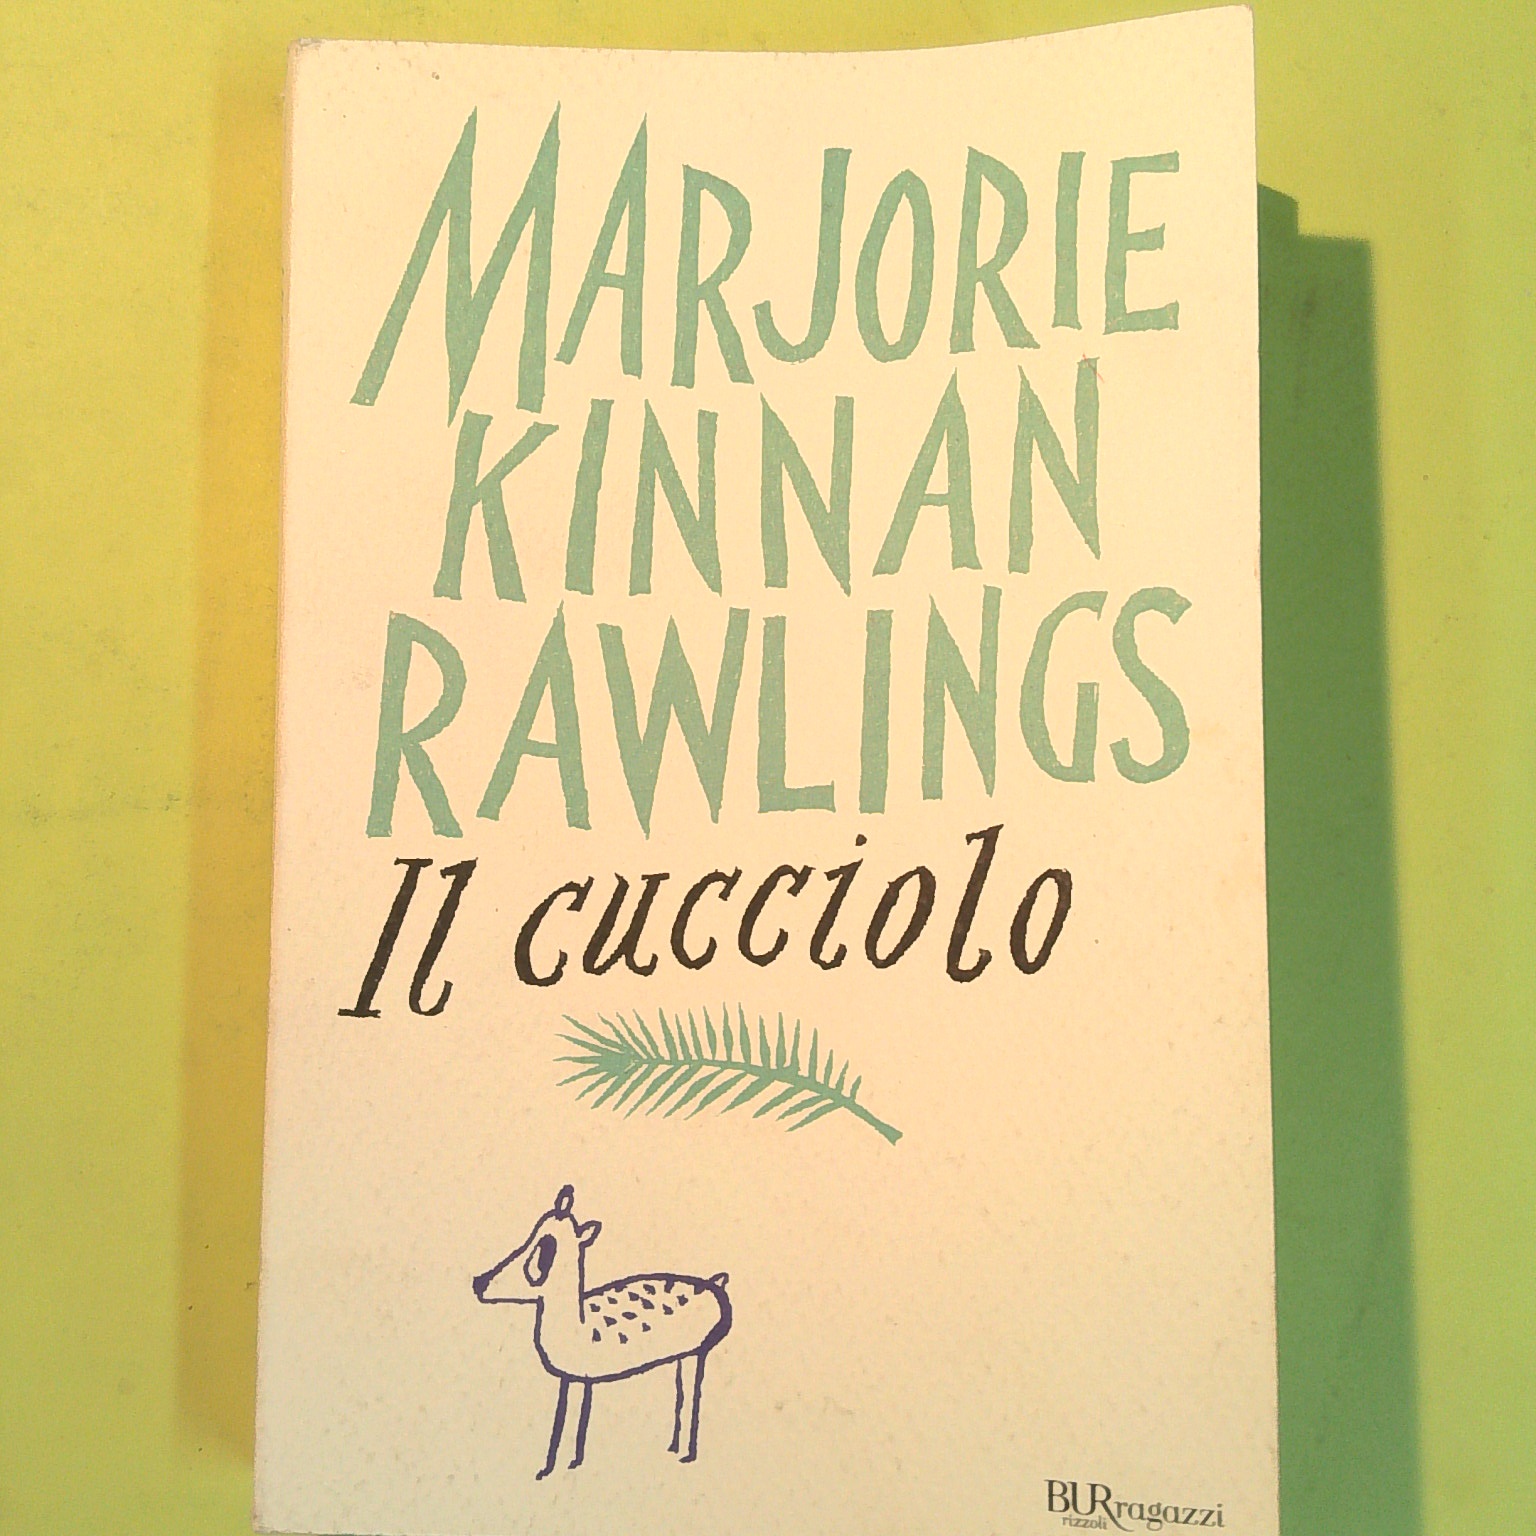 MARJORIE
KINNAN
RAWLINGS
Il cucciolo
BURragazzi
rizzoli